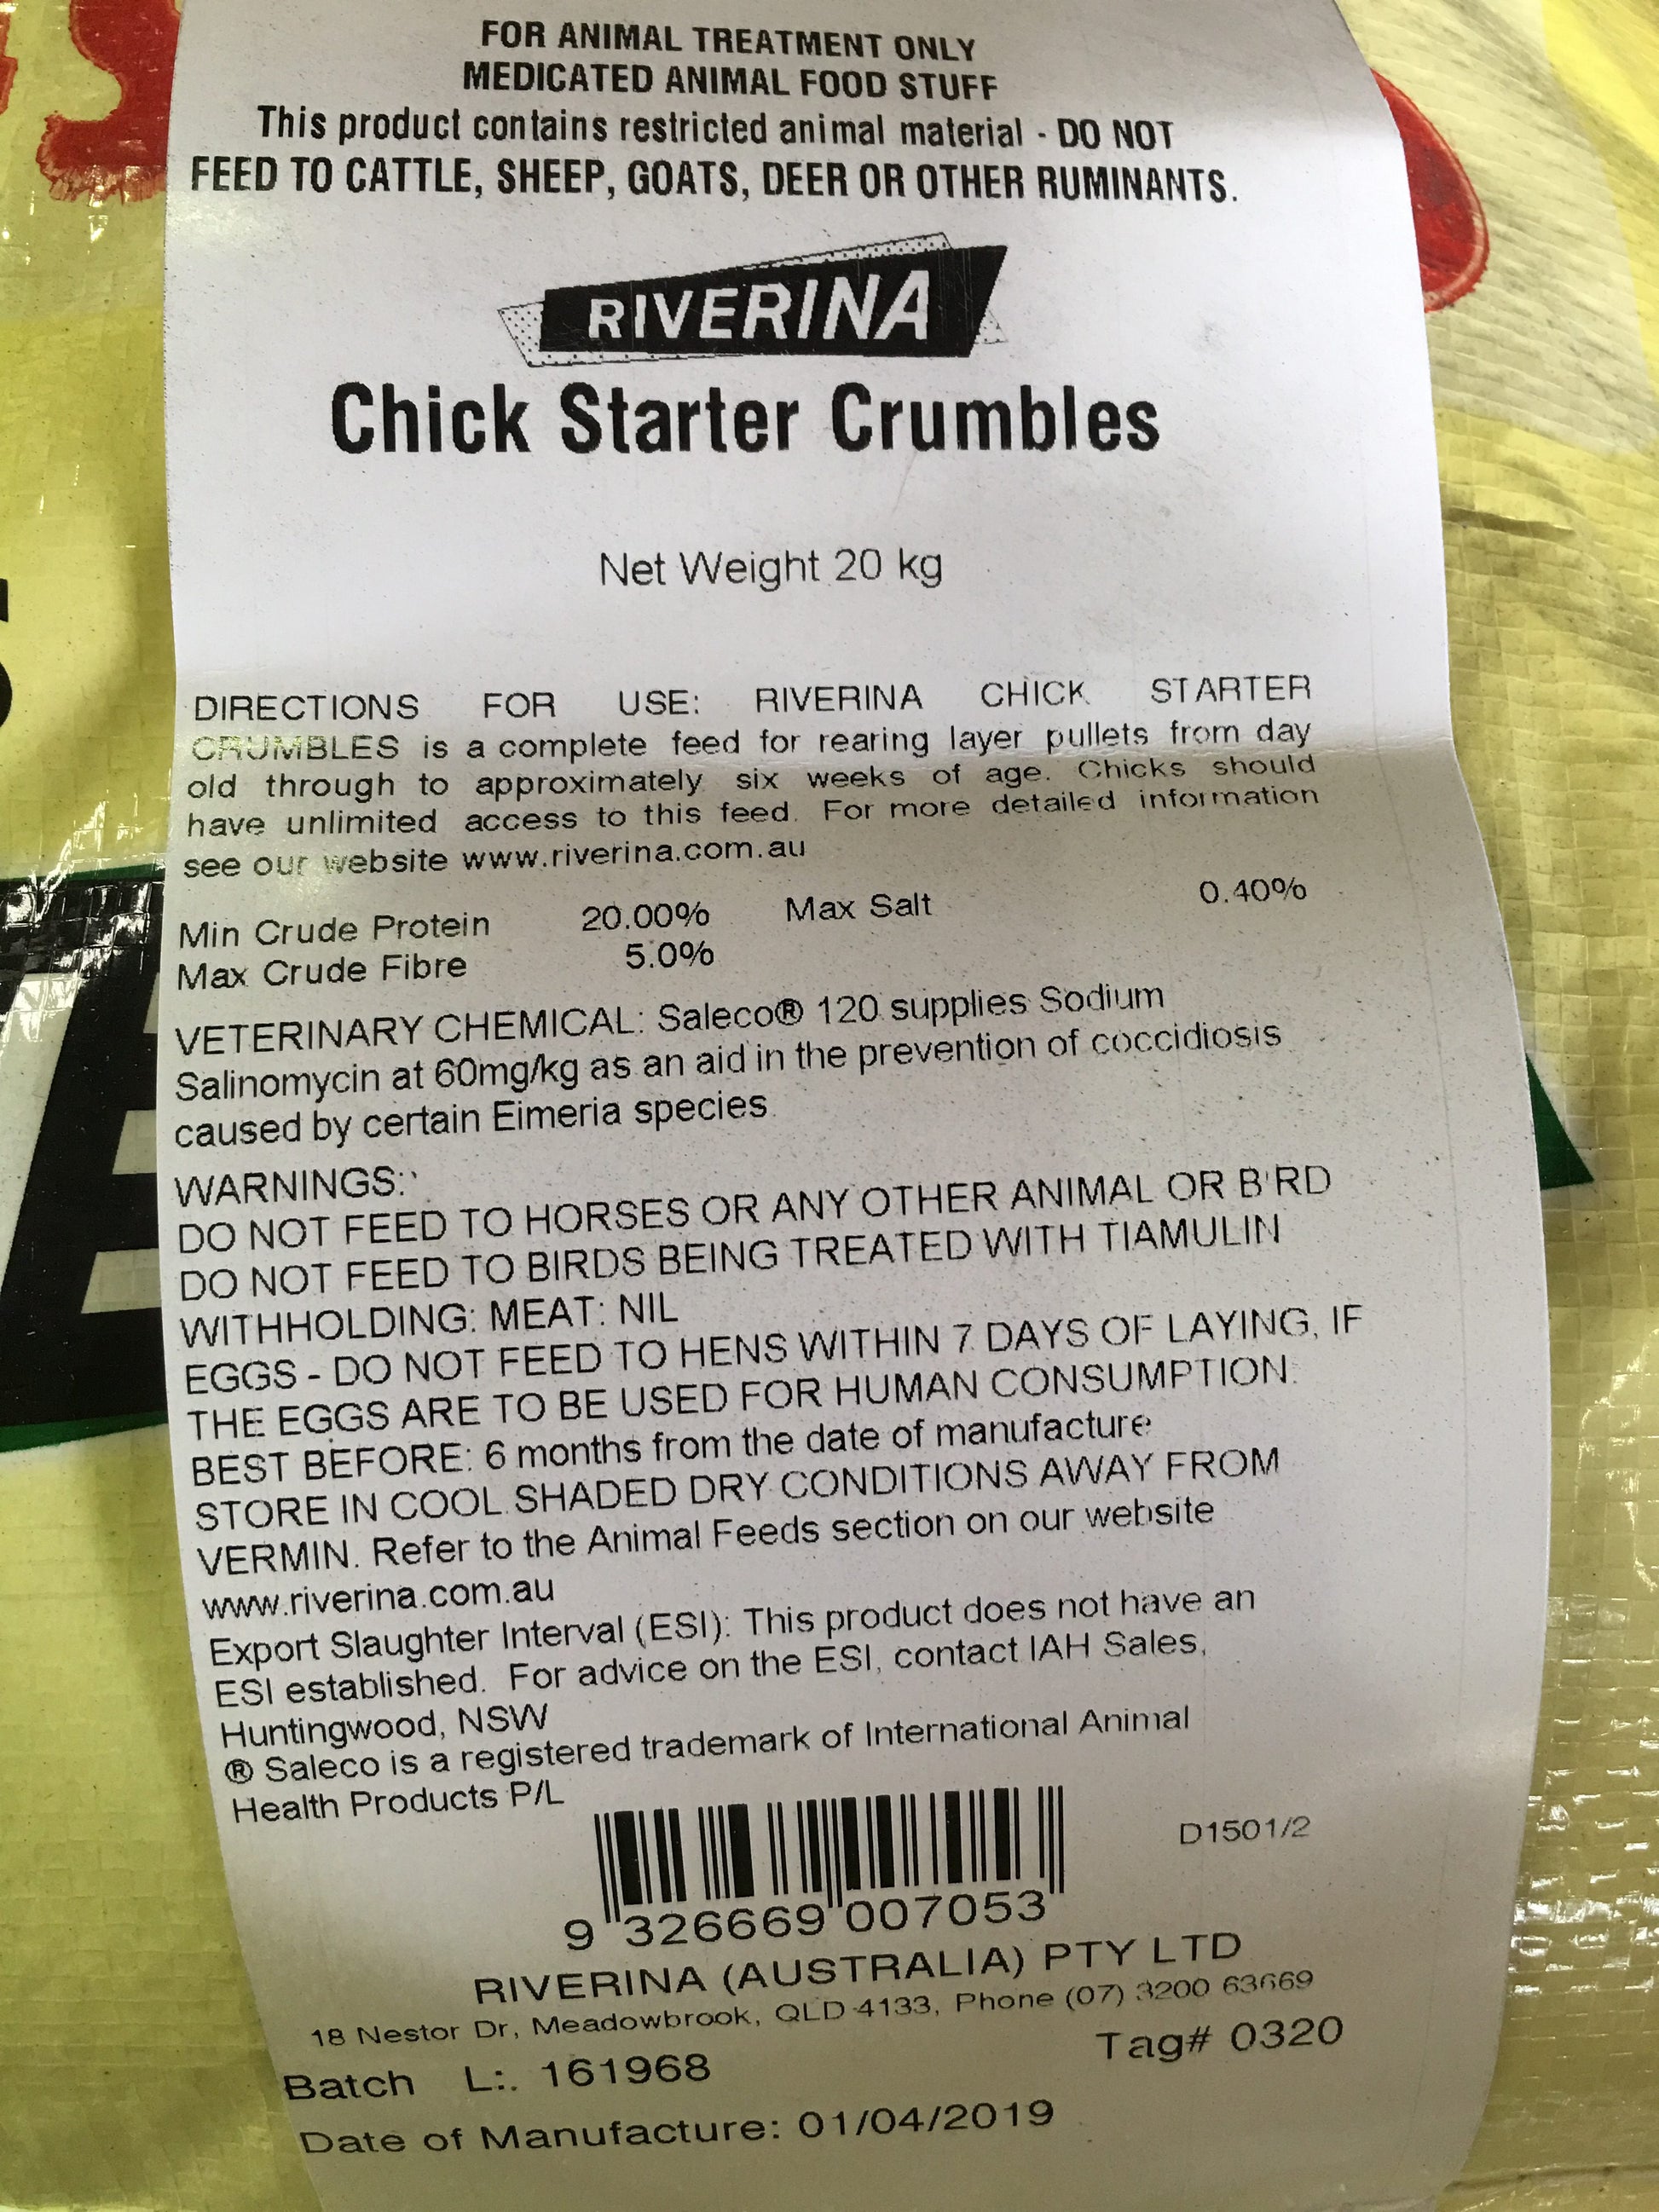 FOR ANIMAL TREATMENT ONLY
MEDICATED ANIMAL FOOD STUFF
This product contains restricted animal material - DO NOT
FEED TO CATTLE, SHEEP, GOATS, DEER OR OTHER RUMINANTS.
RIVERINA
Chick Starter Crumbles
Net Weight 20 kg
DIRECTIONS FOR USE: RIVERINA CHICK STARTER
CRUMBLES is a complete feed for rearing layer pullets from day
old through to approximately six weeks of age. Chicks should
have unlimited access to this feed. For more detailed information
see our website www.riverina.com.au
Min Crude Protein 20.00% Max Salt 0.40%
Max Crude Fibre 5.0%
VETERINARY CHEMICAL: Saleco® 120 supplies Sodium
Salinomycin at 60mg/kg as an aid in the prevention of coccidiosis
caused by certain Eimeria species
WARNINGS:
DO NOT FEED TO HORSES OR ANY OTHER ANIMAL OR BIRD
DO NOT FEED TO BIRDS BEING TREATED WITH TIAMULIN
WITHHOLDING: MEAT: NIL
EGGS - DO NOT FEED TO HENS WITHIN 7 DAYS OF LAYING, IF
THE EGGS ARE TO BE USED FOR HUMAN CONSUMPTION.
BEST BEFORE: 6 months from the date of manufacture
STORE IN COOL SHADED DRY CONDITIONS AWAY FROM
VERMIN. Refer to the Animal Feeds section on our website
www.riverina.com.au
Export Slaughter Interval (ESI): This product does not have an
ESI established. For advice on the ESI, contact IAH Sales,
Huntingwood, NSW
® Saleco is a registered trademark of International Animal
Health Products P/L
D1501/2
9 326669 007053
RIVERINA (AUSTRALIA) PTY LTD
18 Nestor Dr, Meadowbrook, QLD 4133, Phone (07) 3200 63669
Tag# 0320
Batch L:. 161968
Date of Manufacture: 01/04/2019